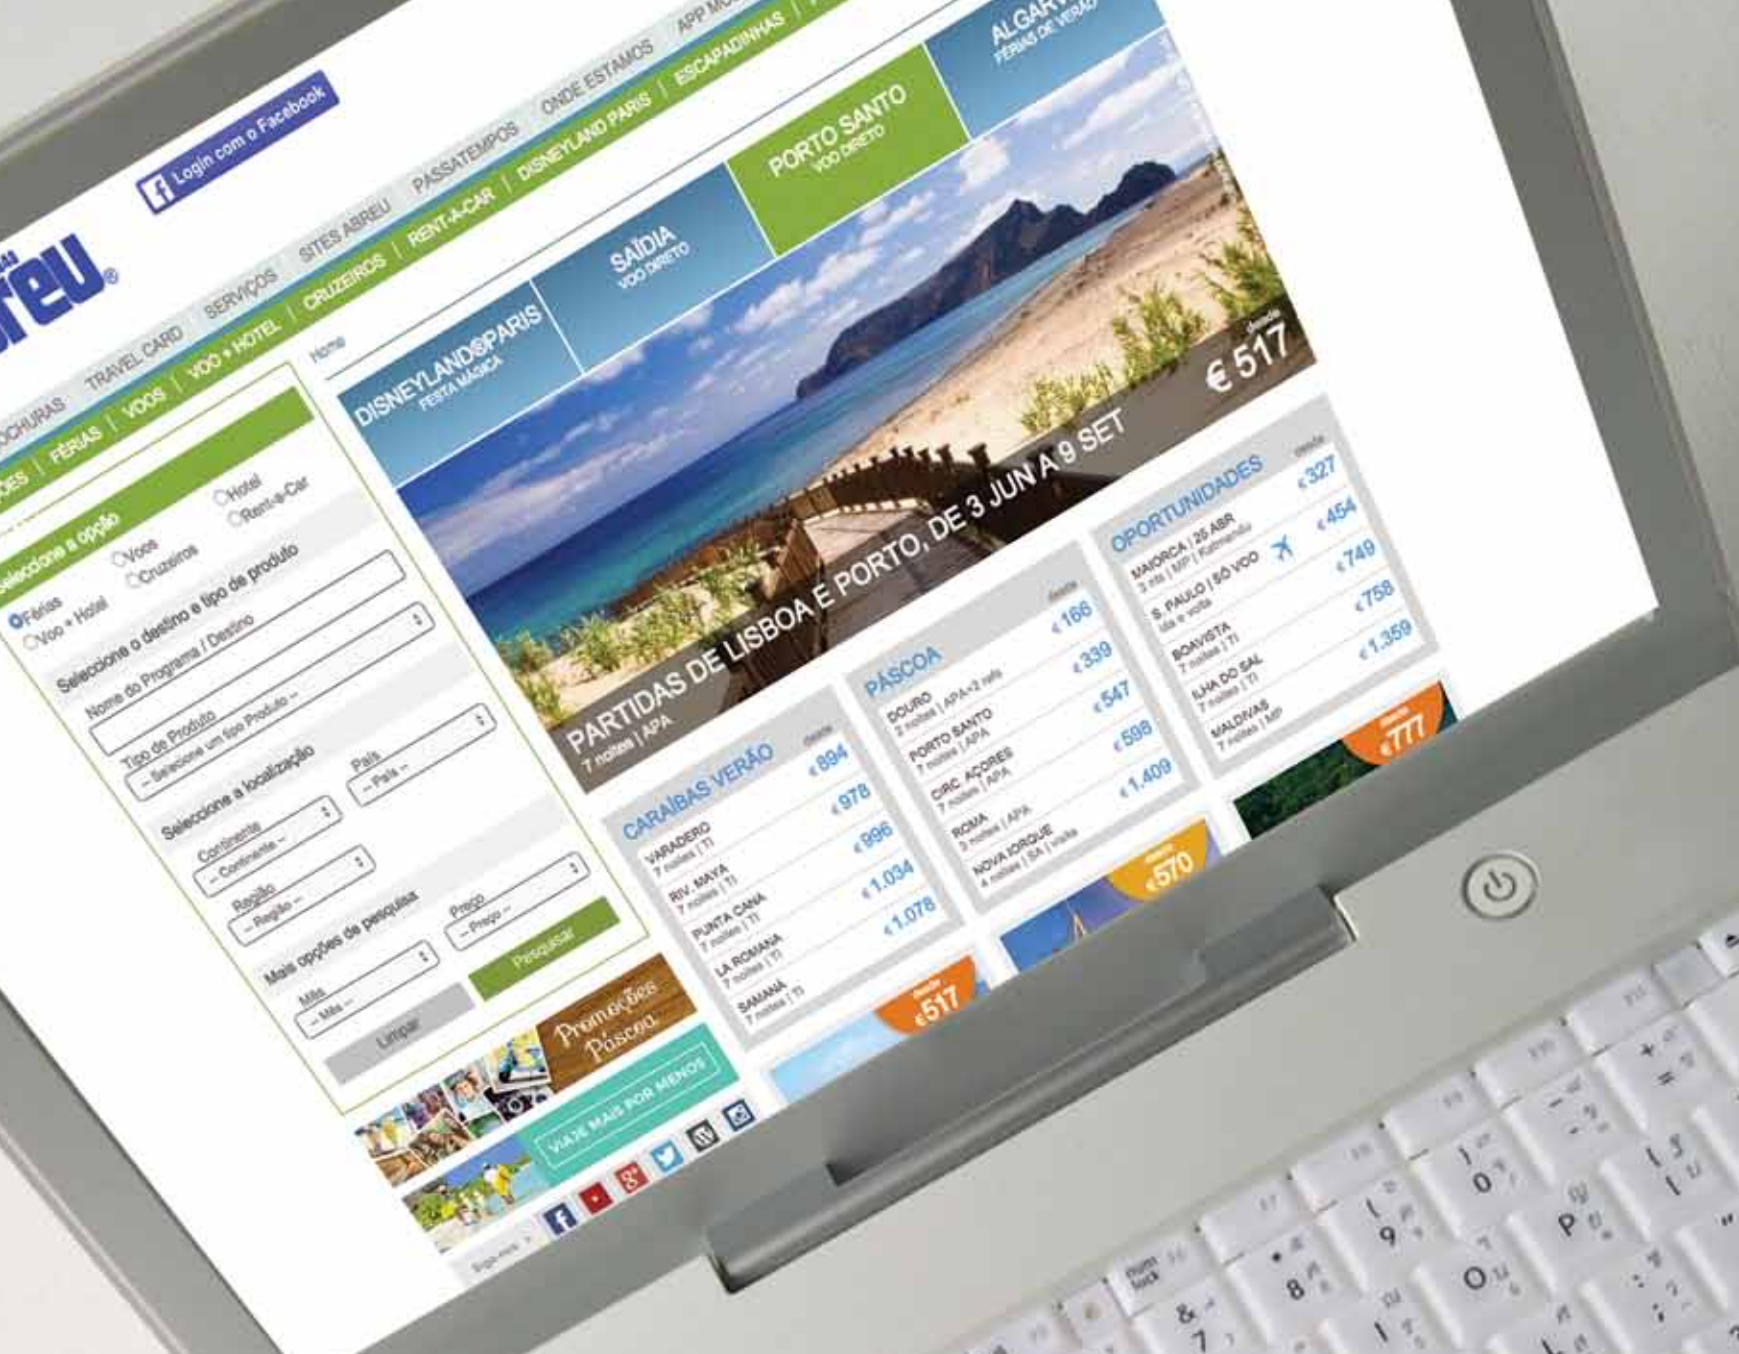 Login com o Facebook
reu®
TRAVEL CARD SERVIÇOS SITES ABREU PASSATEMPOS ONDE ESTAMOS
FÉRIAS | VOOS | VOO + HOTEL | CRUZEIROS | RENT-A-CAR | DISNEYLAND PARIS | ESCAPADINHAS |
Home
Seleccione a opção
Férias Voos Hotel
Voo + Hotel Cruzeiros Rent-a-Car
Seleccione o destino e tipo de produto
Nome do Programa / Destino
Tipo de Produto
-- Selecione um tipo Produto --
Seleccione a localização
Continente País
-- Continente -- -- País --
Região
-- Região --
Mais opções de pesquisa
Mês Preço
-- Mês -- -- Preço --
Limpar Pesquisar
Promoções
Páscoa
VIAJE MAIS POR MENOS
DISNEYLAND®PARIS
FESTA MÁGICA
SAÏDIA
VOO DIRETO
PORTO SANTO
VOO DIRETO
FÉRIAS DE VERÃO
desde
€ 517
PARTIDAS DE LISBOA E PORTO, DE 3 JUN A 9 SET
7 noites | APA
CARAÍBAS VERÃO desde
VARADERO € 894
7 noites | TI
RIV. MAYA € 978
7 noites | TI
PUNTA CANA € 996
7 noites | TI
LA ROMANA € 1.034
7 noites | TI
SAMANÁ € 1.078
7 noites | TI
PÁSCOA desde
DOURO € 166
2 noites | APA+2 refs
PORTO SANTO € 339
7 noites | APA
CIRC. AÇORES € 547
7 noites | APA
ROMA € 598
3 noites | APA
NOVA IORQUE € 1.409
4 noites | SA | visita
OPORTUNIDADES desde
MAIORCA | 25 ABR € 327
S. PAULO | SÓ VOO € 454
ida e volta
BOAVISTA € 749
7 noites | TI
ILHA DO SAL € 758
7 noites | TI
MALDIVAS € 1.359
7 noites | MP
desde
€517
desde
€570
desde
€777
num
lock
&
7
*
8
(
9
)
0
O
P